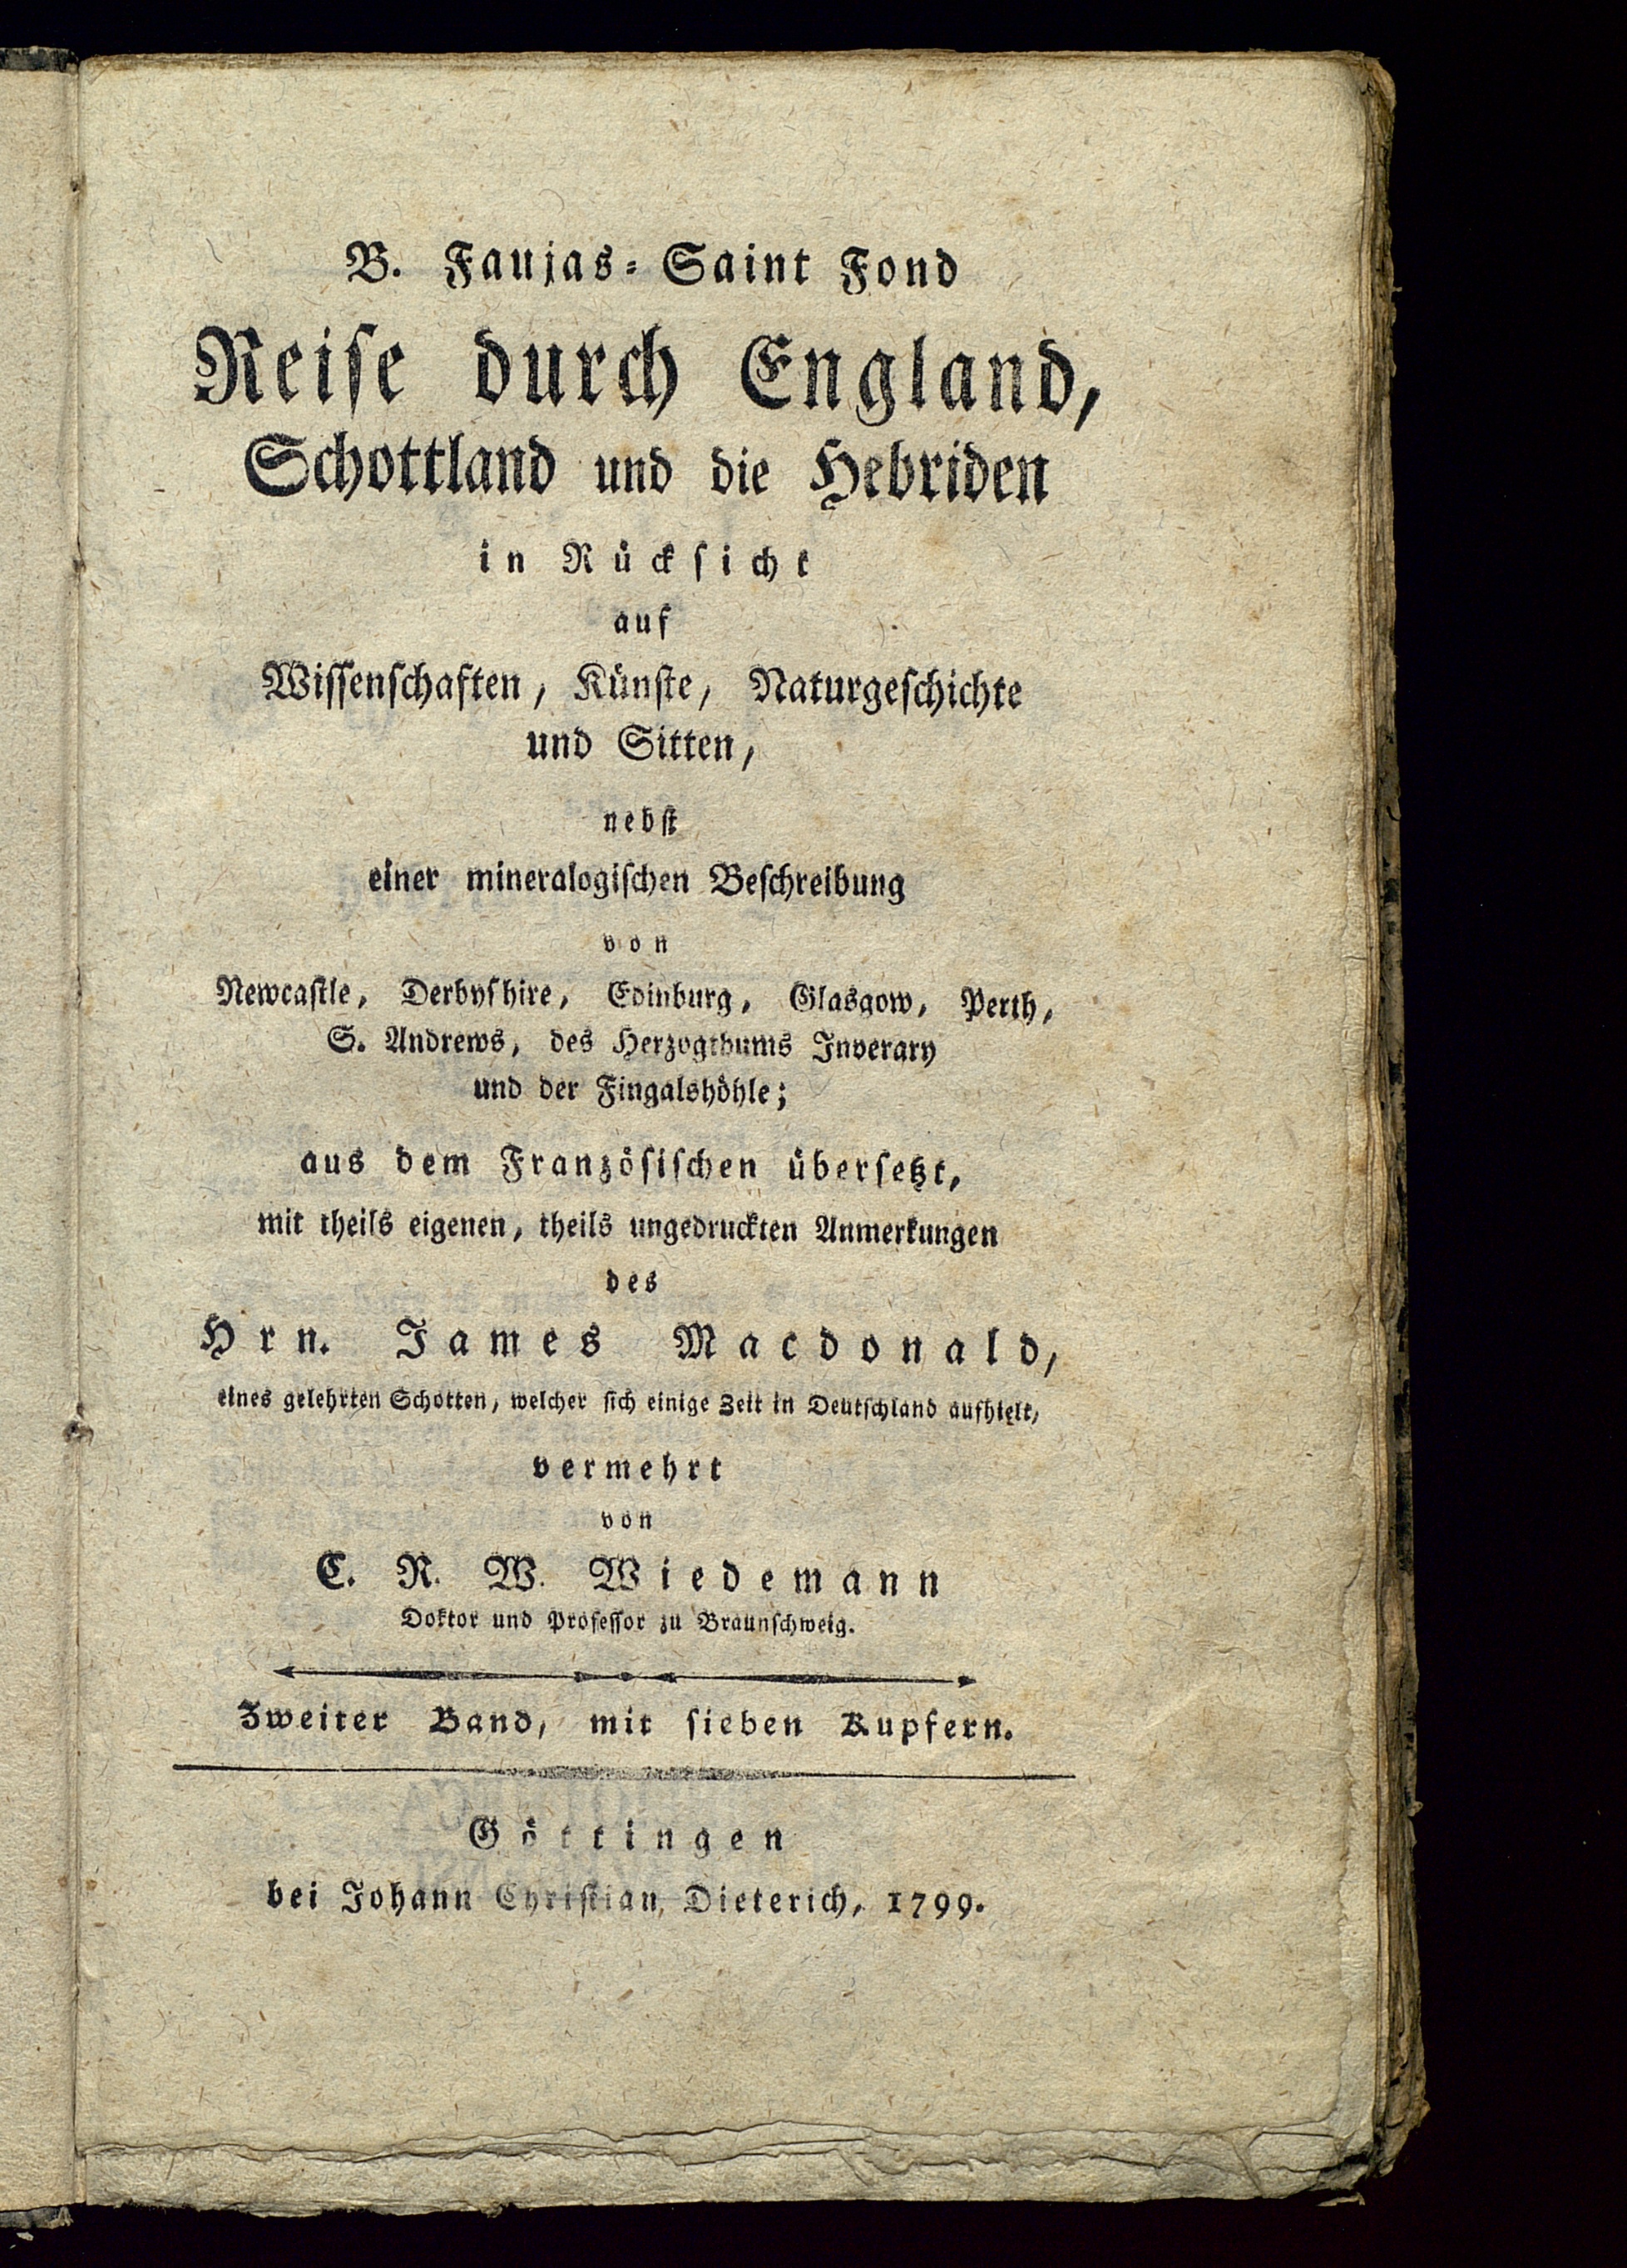 B. Faujas-Saint Fond
Reise durch England,
Schottland und die Hebriden
in Rücksicht
auf
Wissenschaften, Künste, Naturgeschichte
und Sitten,
nebst
einer mineralogischen Beschreibung
von
Newcastle, Derbyshire, Edinburg, Glasgow, Perth,
S. Andrews, des Herzogthums Inverary
und der Fingalshöhle;
aus dem Französischen übersetzt,
mit theils eigenen, theils ungedruckten Anmerkungen
des
Hrn. James Macdonald,
eines gelehrten Schotten, welcher sich einige Zeit in Deutschland aufhielt,
vermehrt
von
C. R. W. Wiedemann
Doktor und Professor zu Braunschweig.
Zweiter Band, mit sieben Kupfern.
Göttingen
bei Johann Christian Dieterich, 1799.